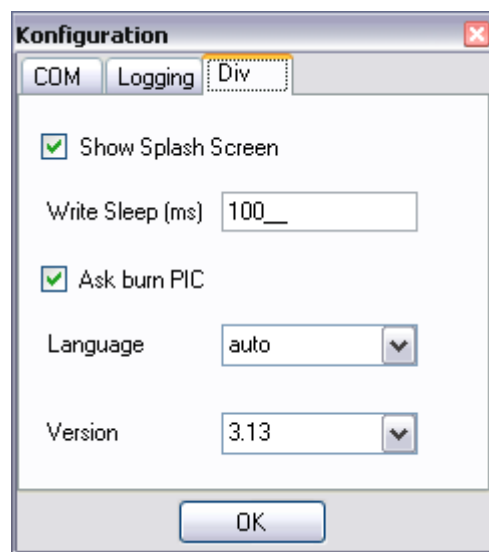 Konfiguration
COM Logging Div
Show Splash Screen
Write Sleep (ms) 100__
Ask burn PIC
Language auto
Version 3.13
OK